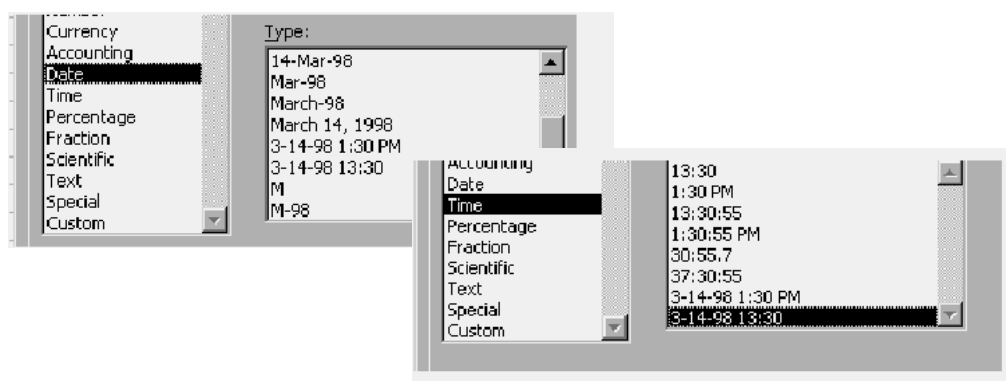 Number
Currency
Accounting
Date
Time
Percentage
Fraction
Scientific
Text
Special
Custom
Type:
14-Mar-98
Mar-98
March-98
March 14, 1998
3-14-98 1:30 PM
3-14-98 13:30
M
M-98
Accounting
Date
Time
Percentage
Fraction
Scientific
Text
Special
Custom
13:30
1:30 PM
13:30:55
1:30:55 PM
30:55.7
37:30:55
3-14-98 1:30 PM
3-14-98 13:30